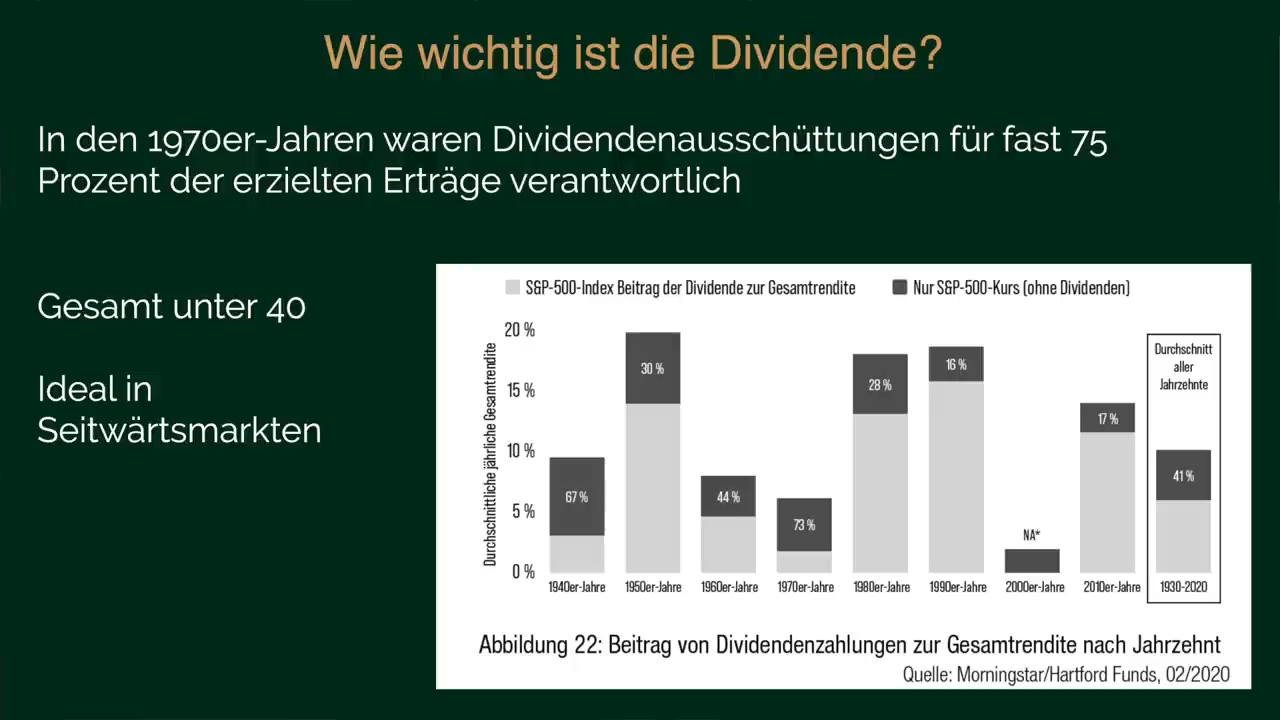 Wie wichtig ist die Dividende?
In den 1970er-Jahren waren Dividendenausschüttungen für fast 75
Prozent der erzielten Erträge verantwortlich
Gesamt unter 40
Ideal in
Seitwärtsmarkten
S&P-500-Index Beitrag der Dividende zur Gesamtrendite
Nur S&P-500-Kurs (ohne Dividenden)
Durchschnittliche jährliche Gesamtrendite
20 %
15 %
10 %
5 %
0 %
67 %
30 %
44 %
73 %
28 %
16 %
NA*
17 %
Durchschnitt
aller
Jahrzehnte
41 %
1940er-Jahre
1950er-Jahre
1960er-Jahre
1970er-Jahre
1980er-Jahre
1990er-Jahre
2000er-Jahre
2010er-Jahre
1930-2020
Abbildung 22: Beitrag von Dividendenzahlungen zur Gesamtrendite nach Jahrzehnt
Quelle: Morningstar/Hartford Funds, 02/2020